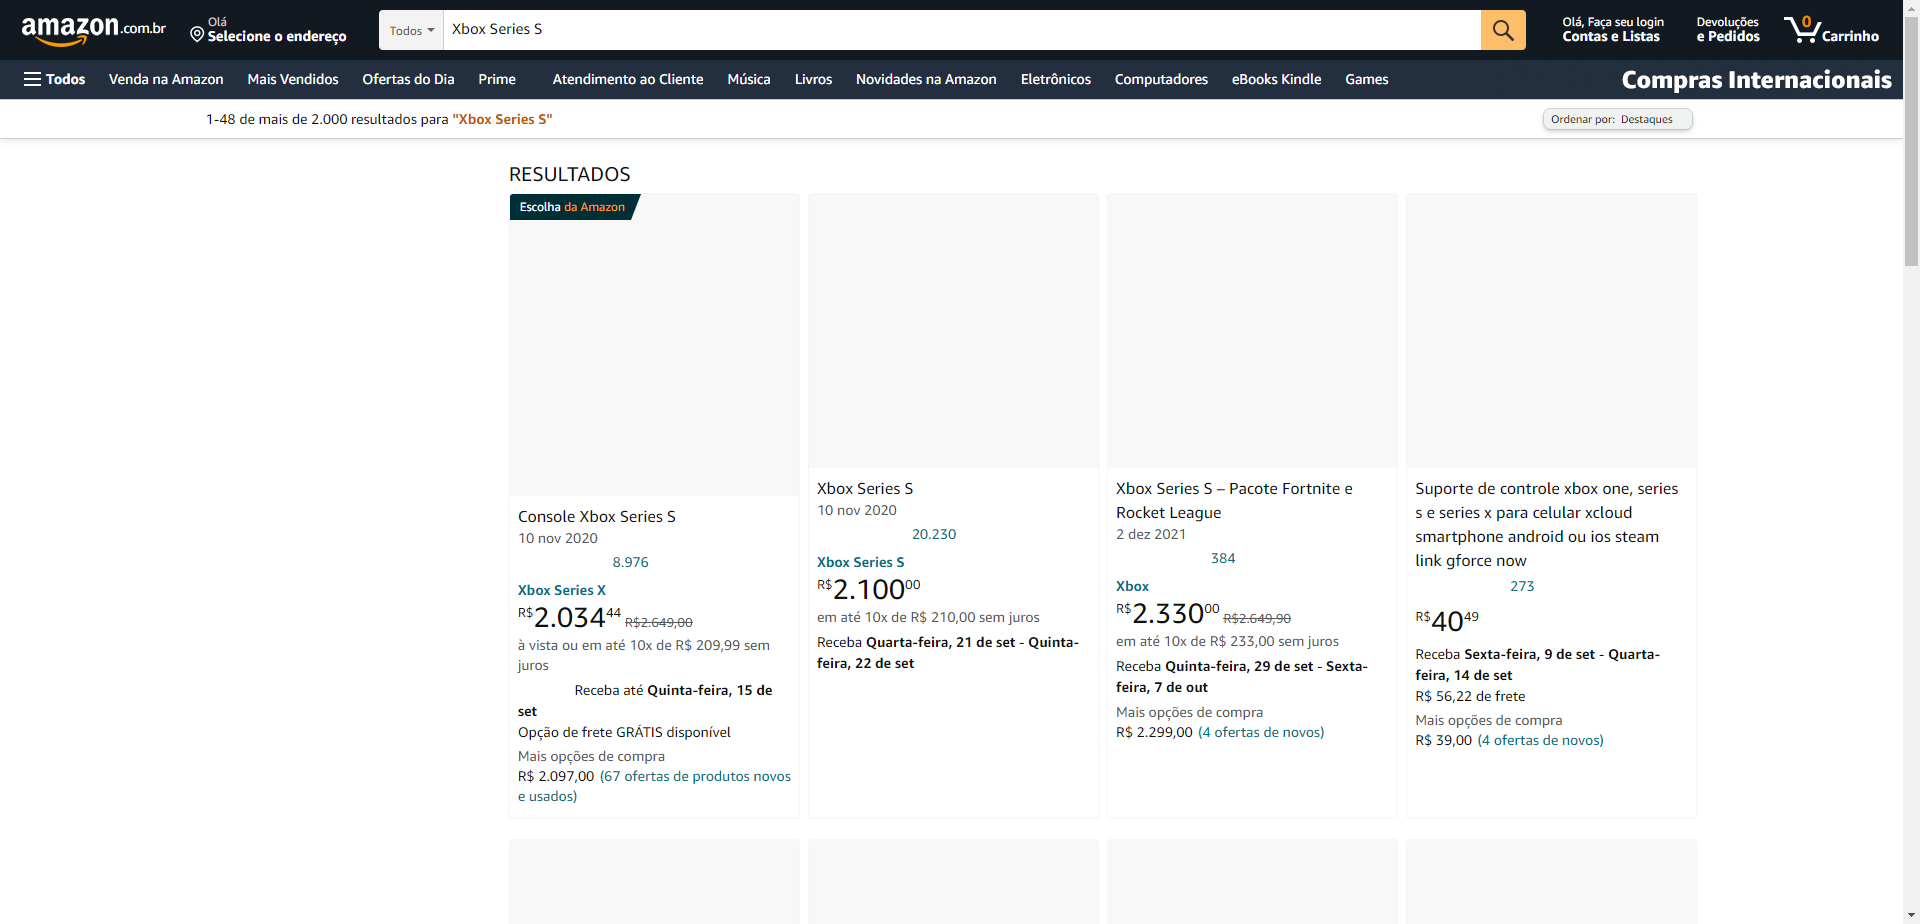 amazon.com.br
Olá
Selecione o endereço
Todos
Xbox Series S
Olá, Faça seu login
Contas e Listas
Devoluções
e Pedidos
0
Carrinho
Todos
Venda na Amazon
Mais Vendidos
Ofertas do Dia
Prime
Atendimento ao Cliente
Música
Livros
Novidades na Amazon
Eletrônicos
Computadores
eBooks Kindle
Games
Compras Internacionais
1-48 de mais de 2.000 resultados para "Xbox Series S"
Ordenar por: Destaques
RESULTADOS
Escolha da Amazon
Console Xbox Series S
10 nov 2020
8.976
Xbox Series X
R$2.03444 R$2.649,00
à vista ou em até 10x de R$ 209,99 sem
juros
Receba até Quinta-feira, 15 de
set
Opção de frete GRÁTIS disponível
Mais opções de compra
R$ 2.097,00 (67 ofertas de produtos novos
e usados)
Xbox Series S
10 nov 2020
20.230
Xbox Series S
R$2.10000
em até 10x de R$ 210,00 sem juros
Receba Quarta-feira, 21 de set - Quinta-
feira, 22 de set
Xbox Series S – Pacote Fortnite e
Rocket League
2 dez 2021
384
Xbox
R$2.33000 R$2.649,90
em até 10x de R$ 233,00 sem juros
Receba Quinta-feira, 29 de set - Sexta-
feira, 7 de out
Mais opções de compra
R$ 2.299,00 (4 ofertas de novos)
Suporte de controle xbox one, series
s e series x para celular xcloud
smartphone android ou ios steam
link gforce now
273
R$4049
Receba Sexta-feira, 9 de set - Quarta-
feira, 14 de set
R$ 56,22 de frete
Mais opções de compra
R$ 39,00 (4 ofertas de novos)